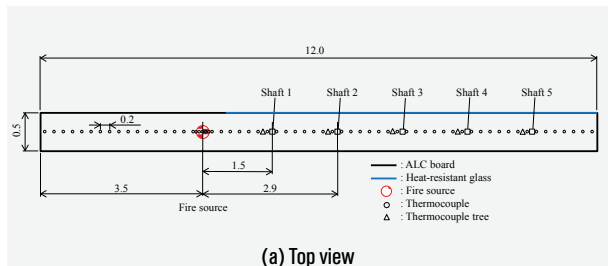 12.0
Shaft 1 Shaft 2 Shaft 3 Shaft 4 Shaft 5
0.5
0.2
1.5
: ALC board
: Heat-resistant glass
3.5 2.9
: Fire source
Fire source
: Thermocouple
: Thermocouple tree
(a) Top view